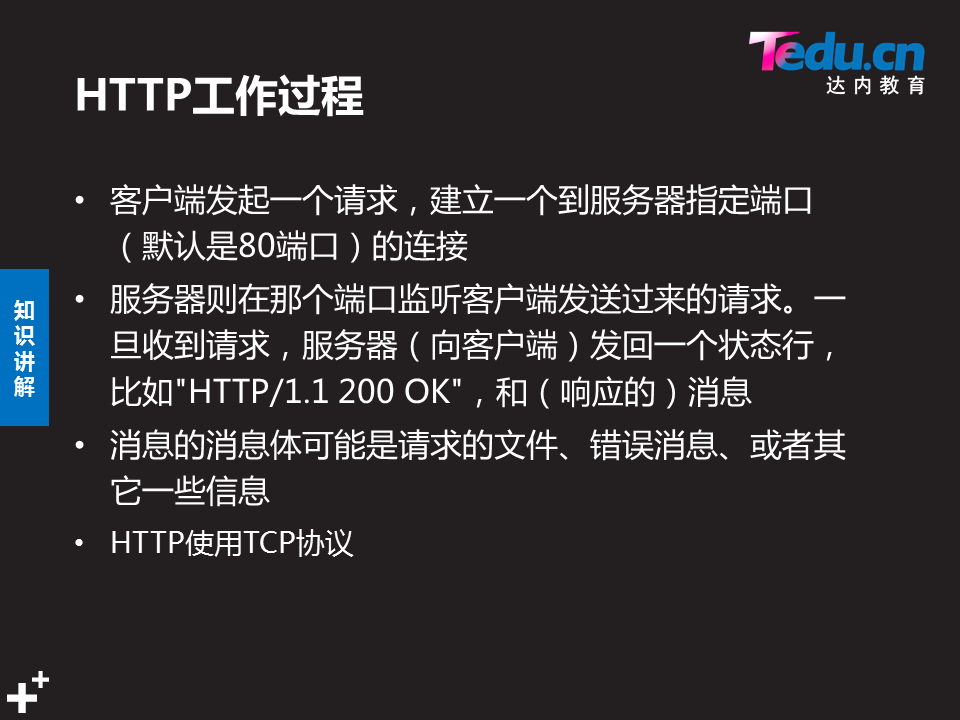 Tedu.cn
达内教育
HTTP工作过程
• 客户端发起一个请求，建立一个到服务器指定端口
（默认是80端口）的连接
• 服务器则在那个端口监听客户端发送过来的请求。一
旦收到请求，服务器（向客户端）发回一个状态行，
比如"HTTP/1.1 200 OK"，和（响应的）消息
• 消息的消息体可能是请求的文件、错误消息、或者其
它一些信息
• HTTP使用TCP协议
知
识
讲
解